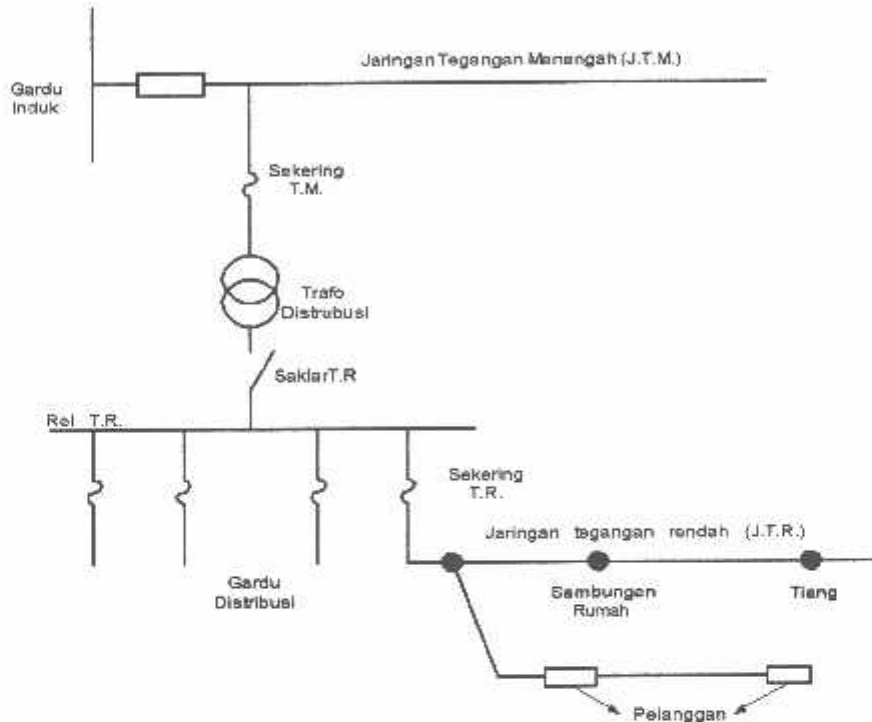 Jaringan Tegangan Menengah (J.T.M.)
Gardu
Induk
Sekering
T.M.
Trafo
Distrubusi
Saklar T.R
Rel T.R.
Sekering
T.R.
Jaringan tegangan rendah (J.T.R.)
Gardu
Distribusi
Sambungan
Rumah
Tiang
Pelanggan